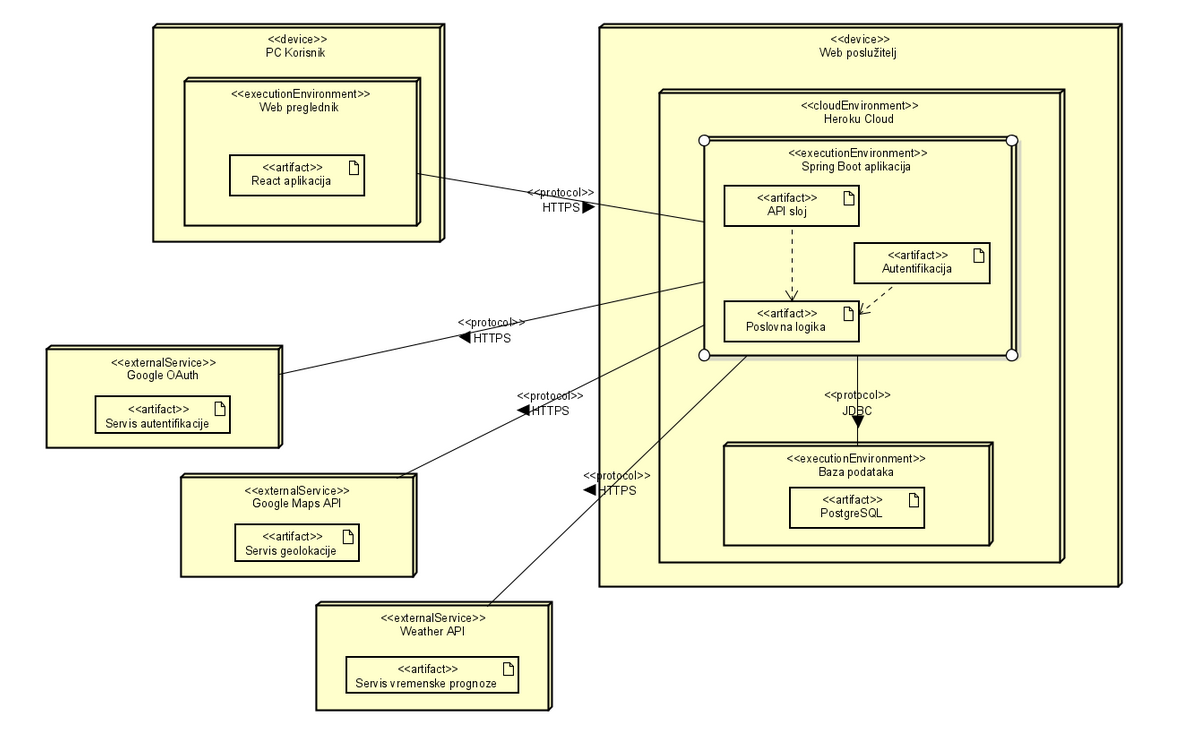 <<device>>
PC Korisnik
<<executionEnvironment>>
Web preglednik
<<artifact>>
React aplikacija
<<protocol>>
HTTPS
<<device>>
Web poslužitelj
<<cloudEnvironment>>
Heroku Cloud
<<executionEnvironment>>
Spring Boot aplikacija
<<artifact>>
API sloj
<<artifact>>
Autentifikacija
<<artifact>>
Poslovna logika
<<protocol>>
HTTPS
<<externalService>>
Google OAuth
<<artifact>>
Servis autentifikacije
<<protocol>>
HTTPS
<<protocol>>
JDBC
<<externalService>>
Google Maps API
<<artifact>>
Servis geolokacije
<<protocol>>
HTTPS
<<executionEnvironment>>
Baza podataka
<<artifact>>
PostgreSQL
<<externalService>>
Weather API
<<artifact>>
Servis vremenske prognoze